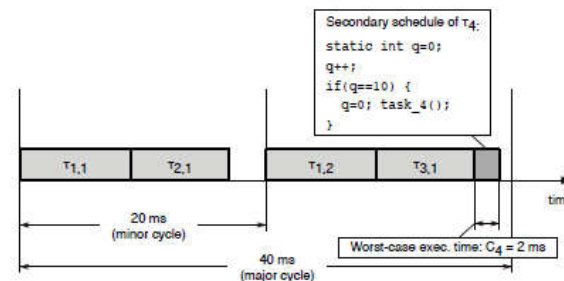 Secondary schedule of τ4:
static int q=0;
q++;
if(q==10) {
q=0; task_4();
}
τ1,1
τ2,1
τ1,2
τ3,1
time
20 ms
(minor cycle)
Worst-case exec. time: C4 = 2 ms
40 ms
(major cycle)